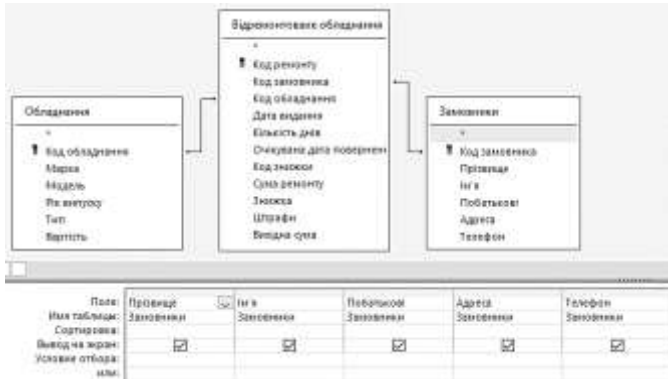 Відремонтоване обладнання
*
Код ремонту
Код замовника
Код обладнання
Дата видання
Кількість днів
Очікувана дата повернен
Код знижки
Сума ремонту
Знижка
Штрафи
Вихідна сума
Обладнання
*
Код обладнання
Марка
Модель
Рік випуску
Тип
Вартість
Замовники
*
Код замовника
Прізвище
Ім'я
Побатькові
Адреса
Телефон
Поле: Прізвище Ім'я Побатькові Адреса Телефон
Имя таблицы: Замовники Замовники Замовники Замовники Замовники
Сортировка:
Вывод на экран:
Условие отбора:
или: